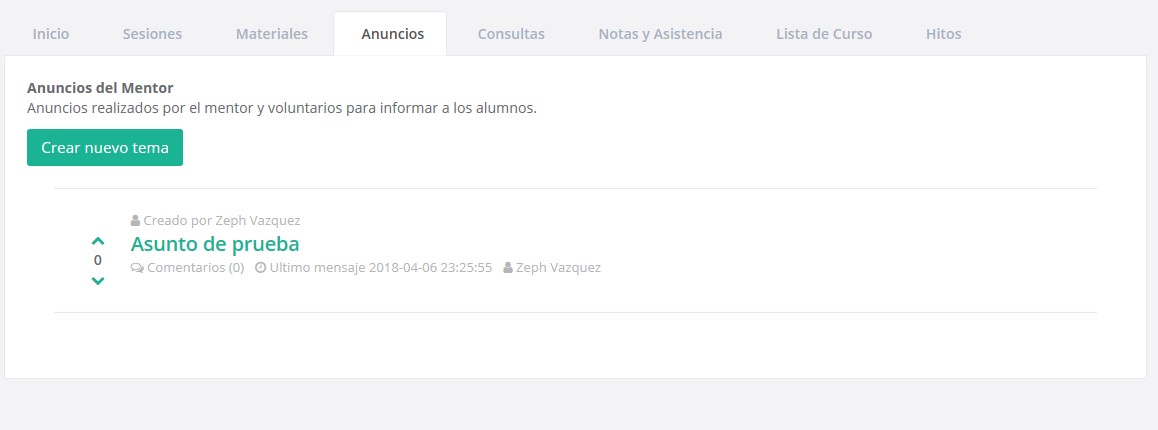 Inicio Sesiones Materiales Anuncios Consultas Notas y Asistencia Lista de Curso Hitos
Anuncios del Mentor
Anuncios realizados por el mentor y voluntarios para informar a los alumnos.
Crear nuevo tema
Creado por Zeph Vazquez
Asunto de prueba
0
Comentarios (0) Ultimo mensaje 2018-04-06 23:25:55 Zeph Vazquez